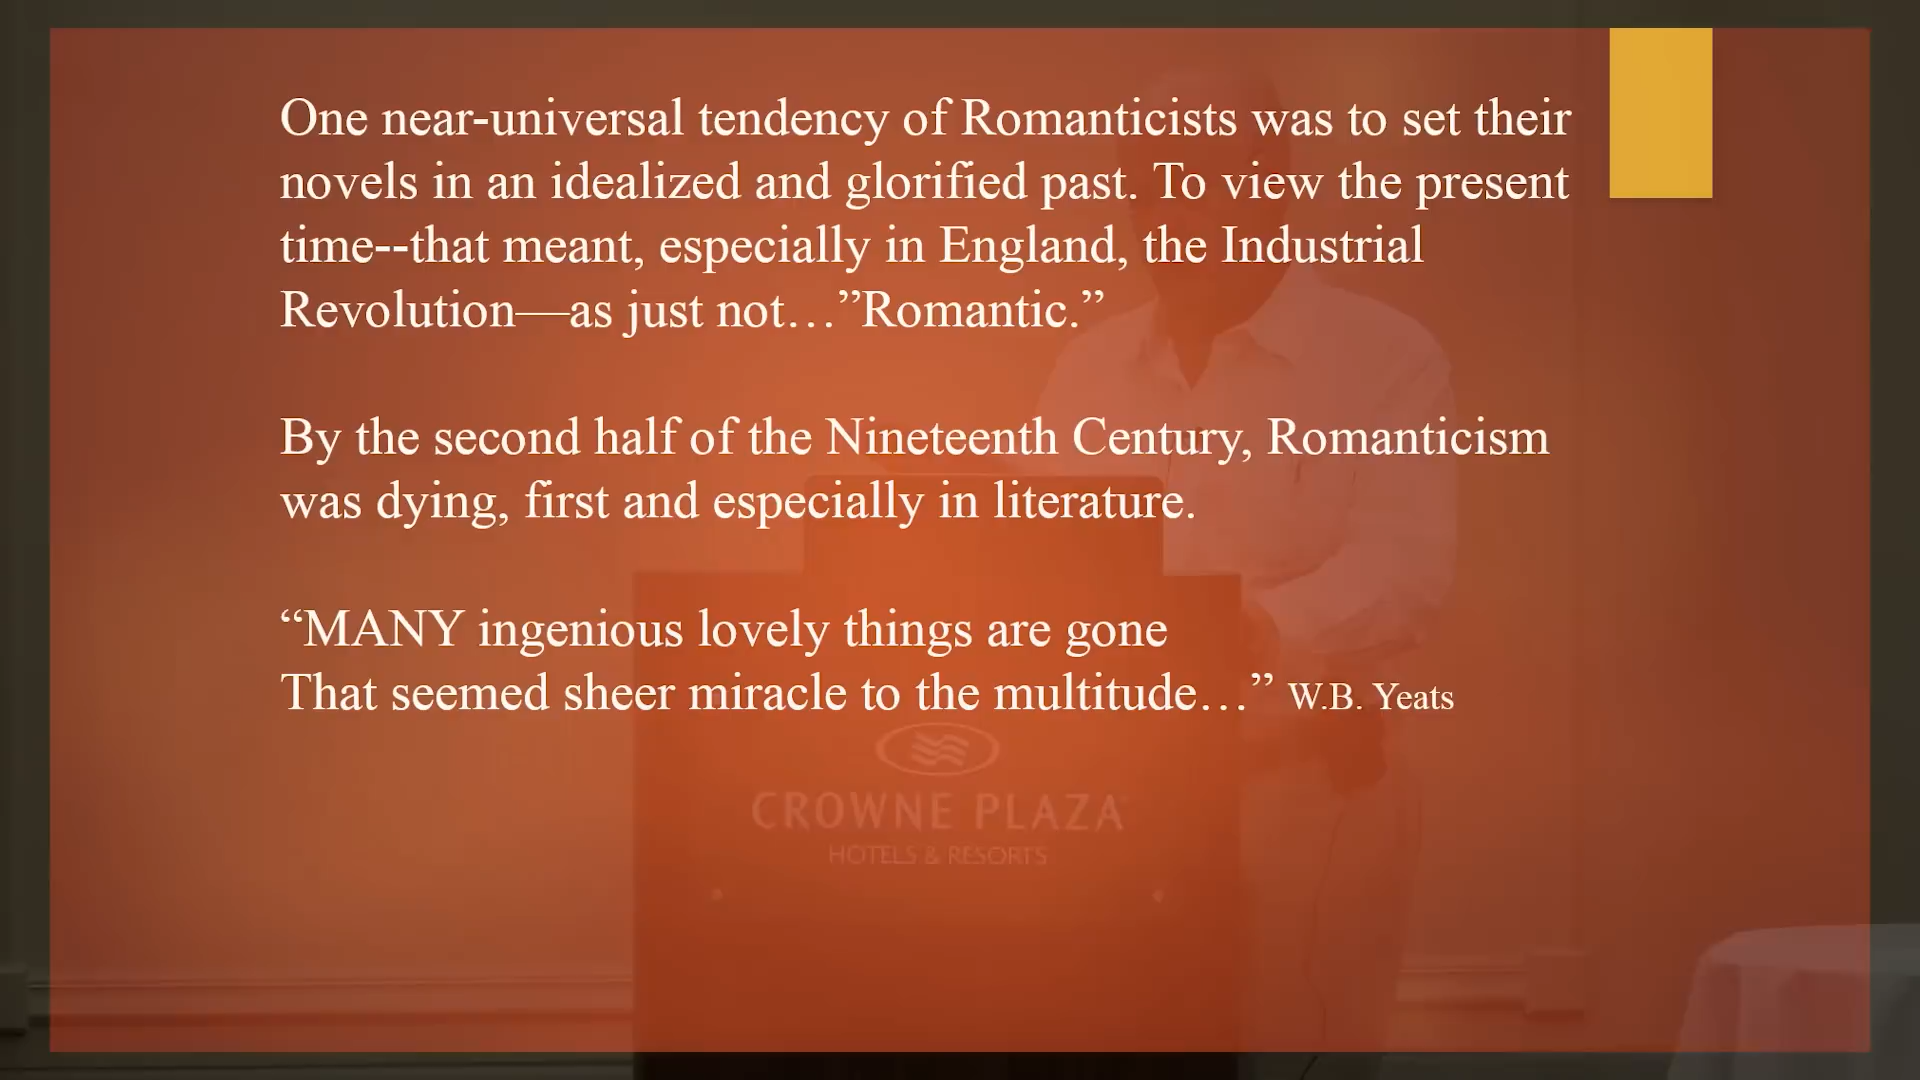 One near-universal tendency of Romanticists was to set their
novels in an idealized and glorified past. To view the present
time--that meant, especially in England, the Industrial
Revolution—as just not…”Romantic.”
By the second half of the Nineteenth Century, Romanticism
was dying, first and especially in literature.
“MANY ingenious lovely things are gone
That seemed sheer miracle to the multitude…” W.B. Yeats
CROWNE PLAZA
HOTELS & RESORTS